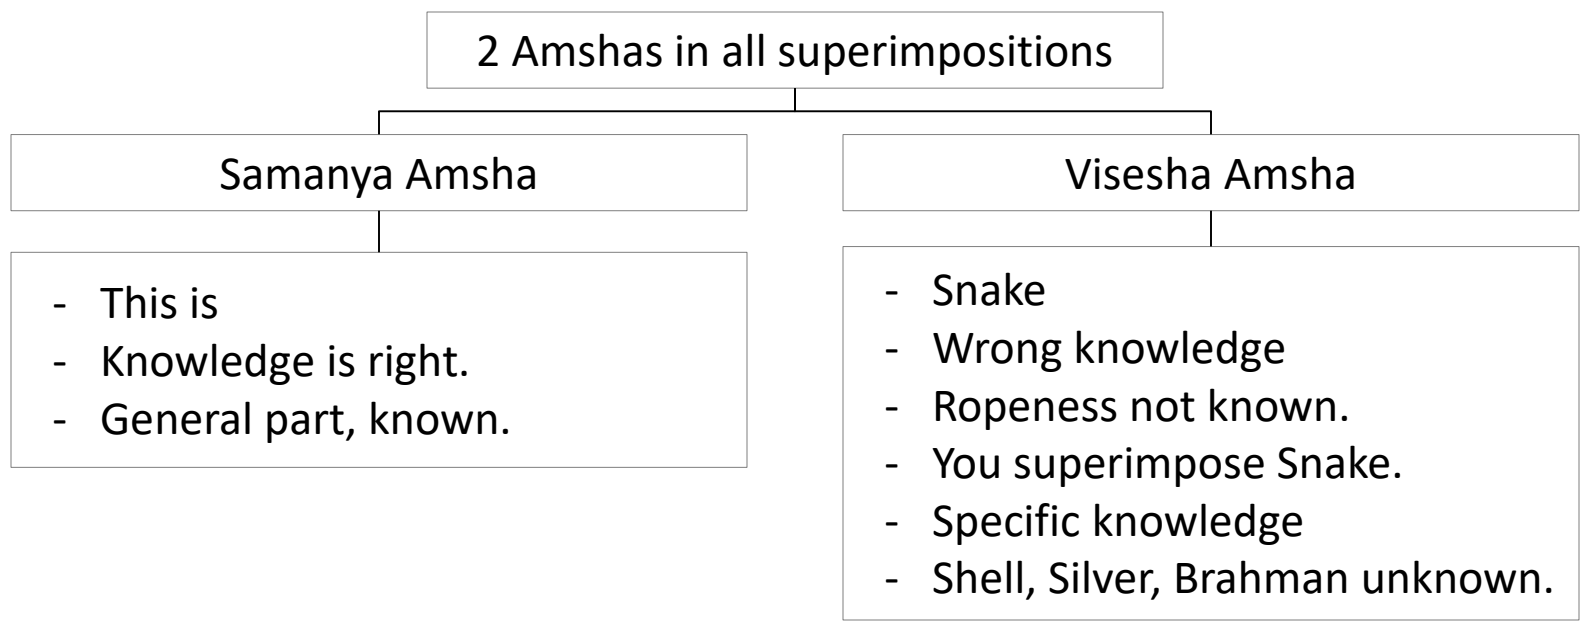 2 Amshas in all superimpositions
Samanya Amsha
- This is
- Knowledge is right.
- General part, known.
Visesha Amsha
- Snake
- Wrong knowledge
- Ropeness not known.
- You superimpose Snake.
- Specific knowledge
- Shell, Silver, Brahman unknown.